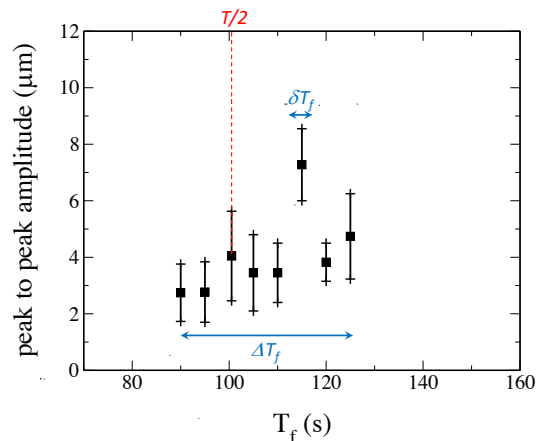 T/2
12
10
8
6
4
2
0
peak to peak amplitude (μm)
δT_f
ΔT_f
80
100
120
140
160
T_f (s)